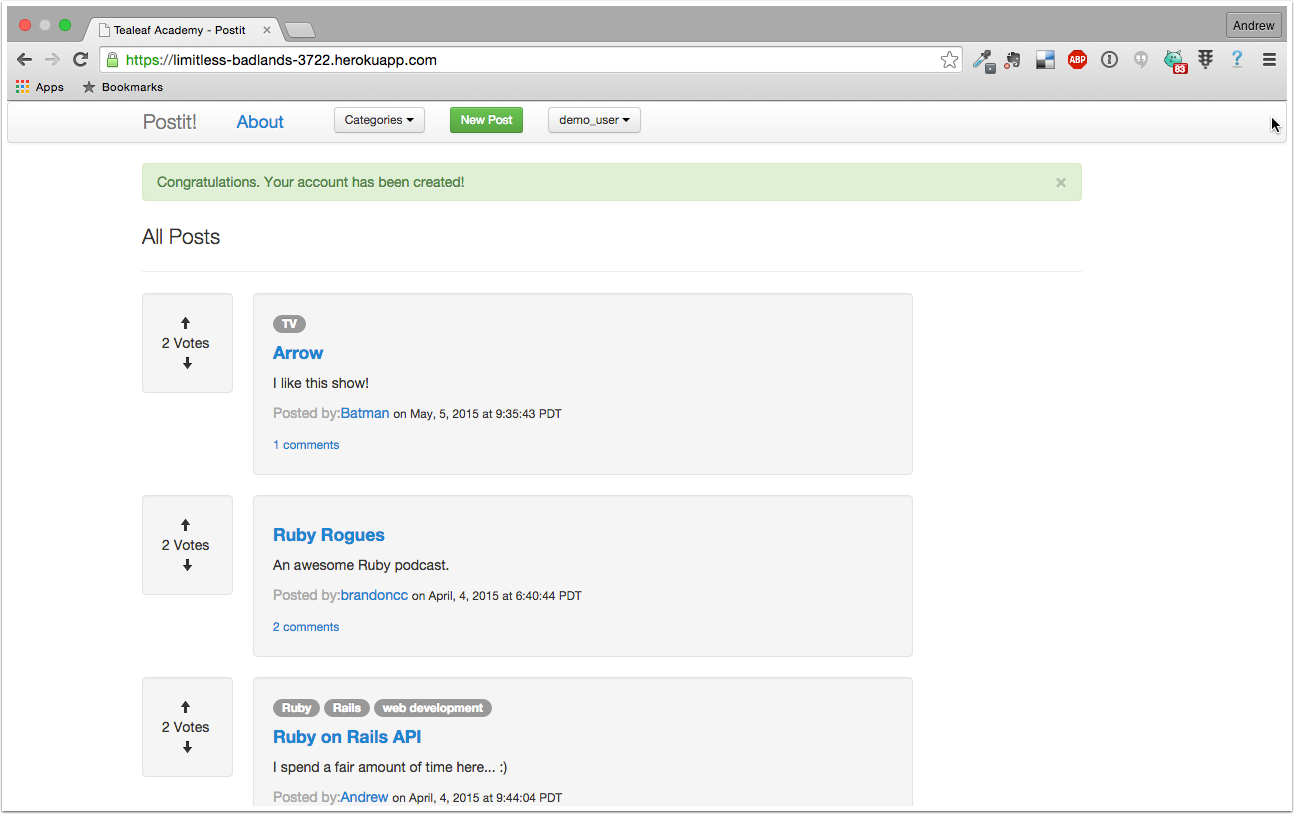 Tealeaf Academy - Postit
Andrew
https://limitless-badlands-3722.herokuapp.com
ABP
83
?
Apps
Bookmarks
Postit!
About
Categories
New Post
demo_user
Congratulations. Your account has been created!
All Posts
2 Votes
TV
Arrow
I like this show!
Posted by:Batman on May, 5, 2015 at 9:35:43 PDT
1 comments
2 Votes
Ruby Rogues
An awesome Ruby podcast.
Posted by:brandoncc on April, 4, 2015 at 6:40:44 PDT
2 comments
2 Votes
Ruby Rails web development
Ruby on Rails API
I spend a fair amount of time here... :)
Posted by:Andrew on April, 4, 2015 at 9:44:04 PDT